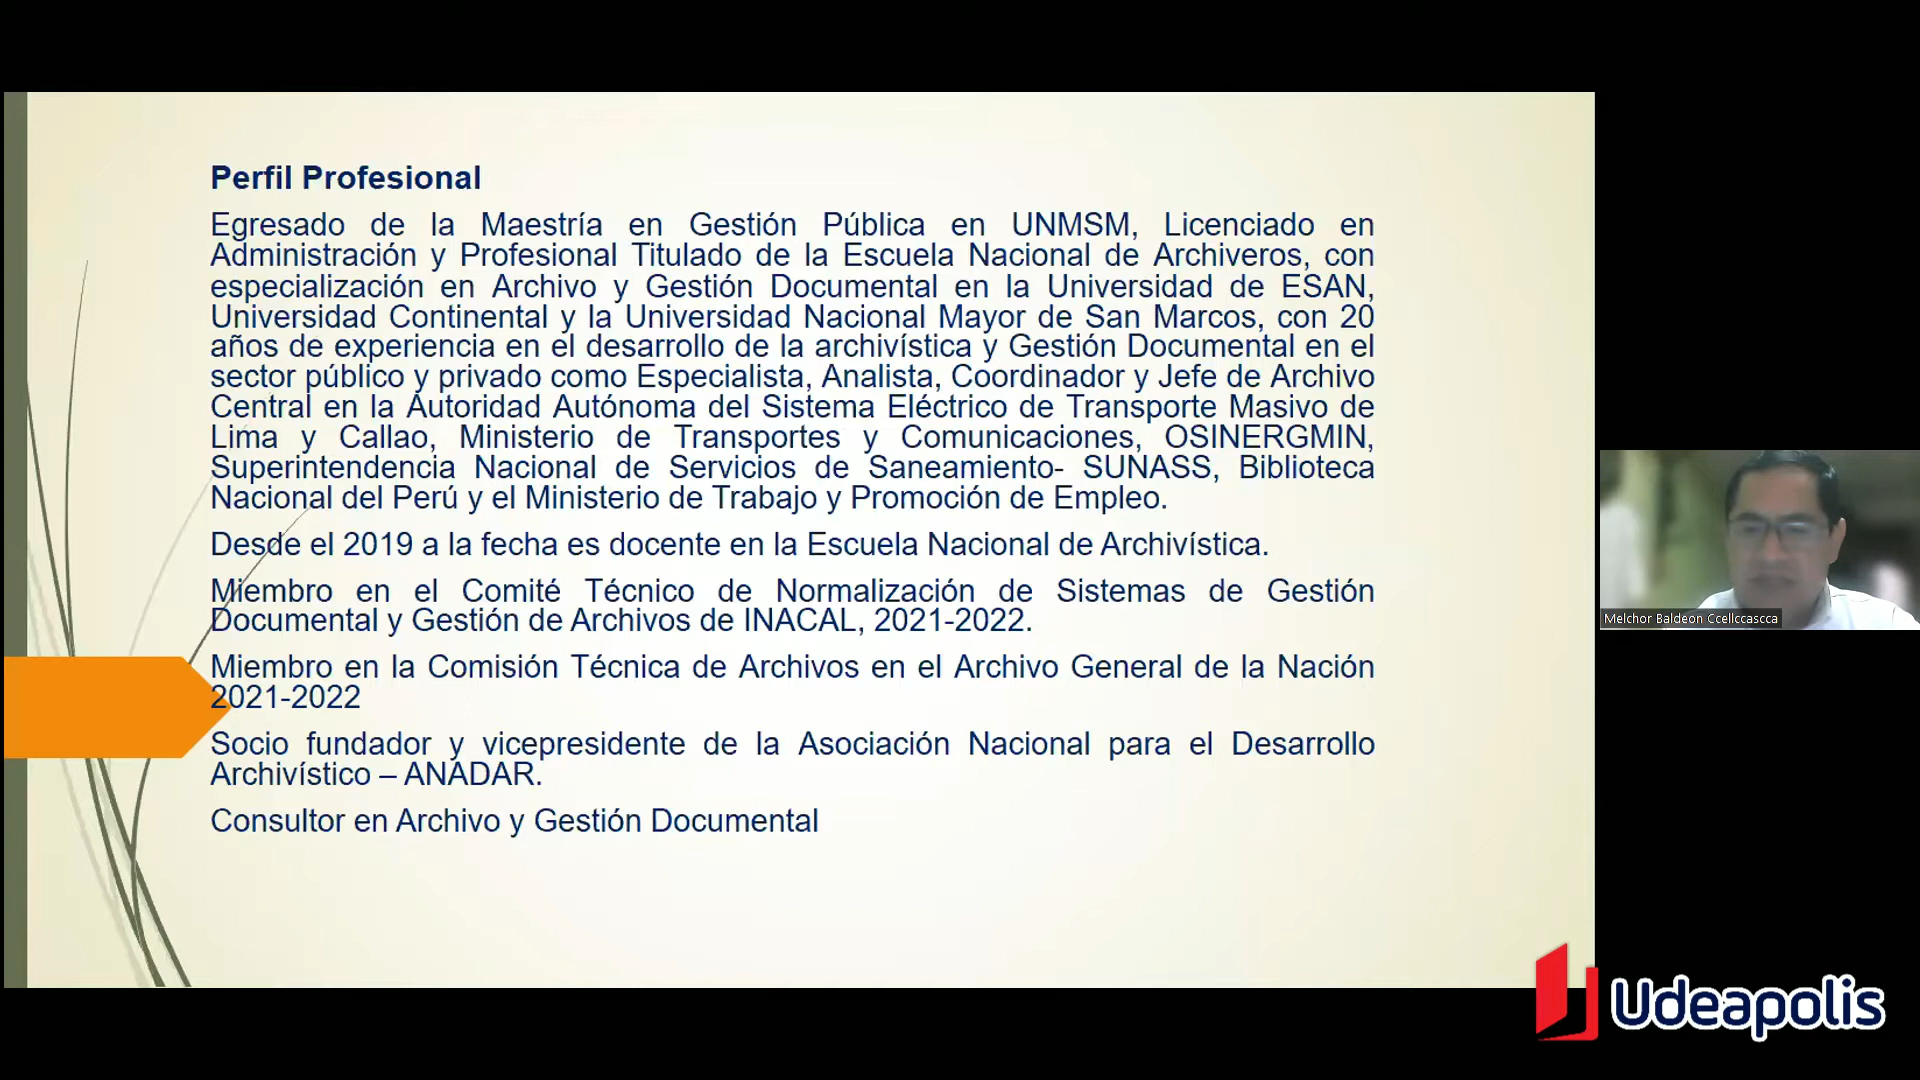 Perfil Profesional
Egresado de la Maestría en Gestión Pública en UNMSM, Licenciado en
Administración y Profesional Titulado de la Escuela Nacional de Archiveros, con
especialización en Archivo y Gestión Documental en la Universidad de ESAN,
Universidad Continental y la Universidad Nacional Mayor de San Marcos, con 20
años de experiencia en el desarrollo de la archivística y Gestión Documental en el
sector público y privado como Especialista, Analista, Coordinador y Jefe de Archivo
Central en la Autoridad Autónoma del Sistema Eléctrico de Transporte Masivo de
Lima y Callao, Ministerio de Transportes y Comunicaciones, OSINERGMIN,
Superintendencia Nacional de Servicios de Saneamiento- SUNASS, Biblioteca
Nacional del Perú y el Ministerio de Trabajo y Promoción de Empleo.
Desde el 2019 a la fecha es docente en la Escuela Nacional de Archivística.
Miembro en el Comité Técnico de Normalización de Sistemas de Gestión
Documental y Gestión de Archivos de INACAL, 2021-2022.
Miembro en la Comisión Técnica de Archivos en el Archivo General de la Nación
2021-2022
Socio fundador y vicepresidente de la Asociación Nacional para el Desarrollo
Archivístico – ANADAR.
Consultor en Archivo y Gestión Documental
Melchor Baldeon Ccellccascca
Udeapolis